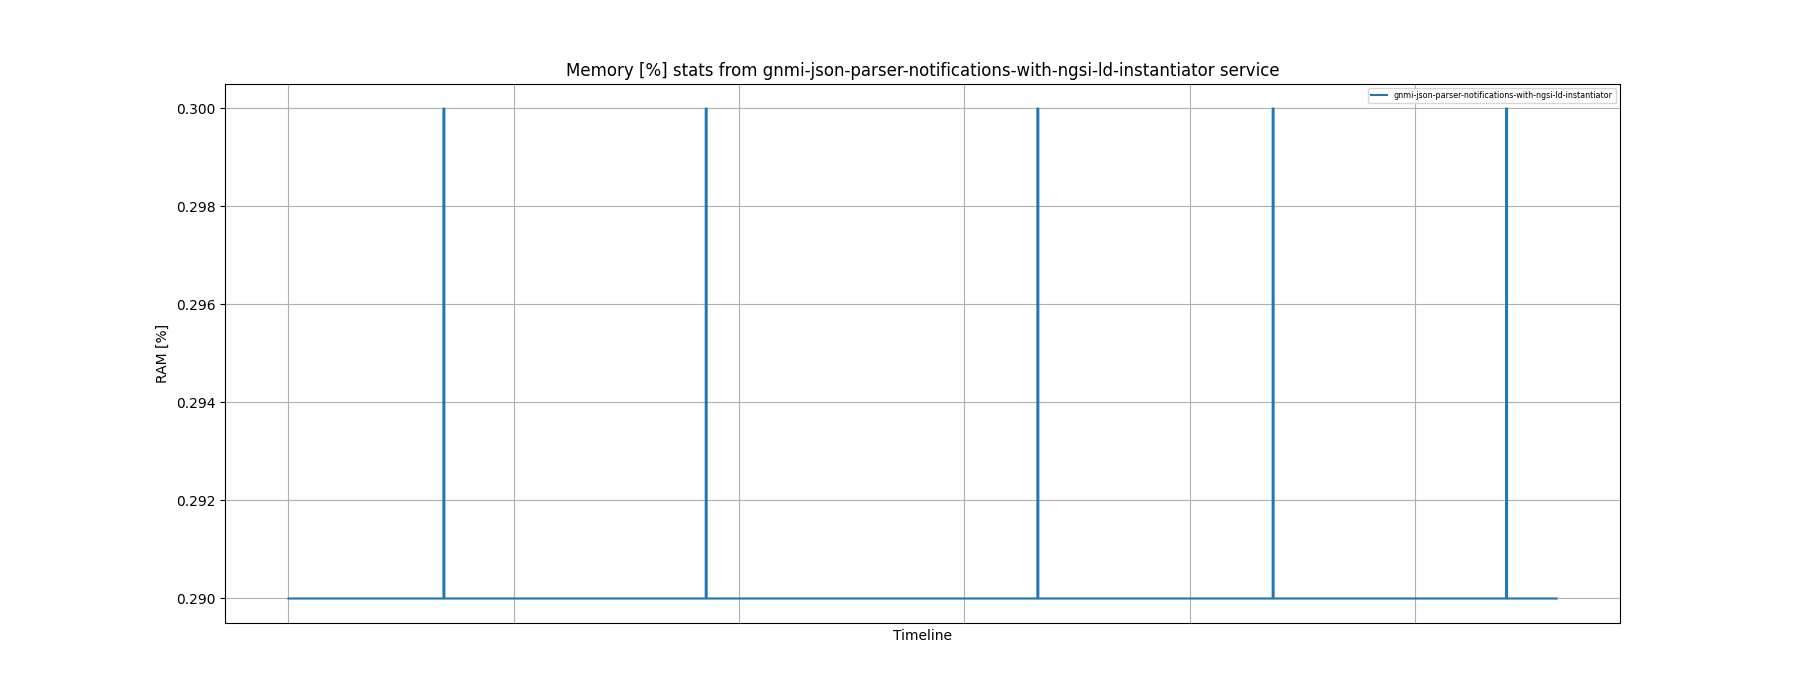 Memory [%] stats from gnmi-json-parser-notifications-with-ngsi-ld-instantiator service
gnmi-json-parser-notifications-with-ngsi-ld-instantiator
0.300
0.298
0.296
0.294
0.292
0.290
RAM [%]
Timeline